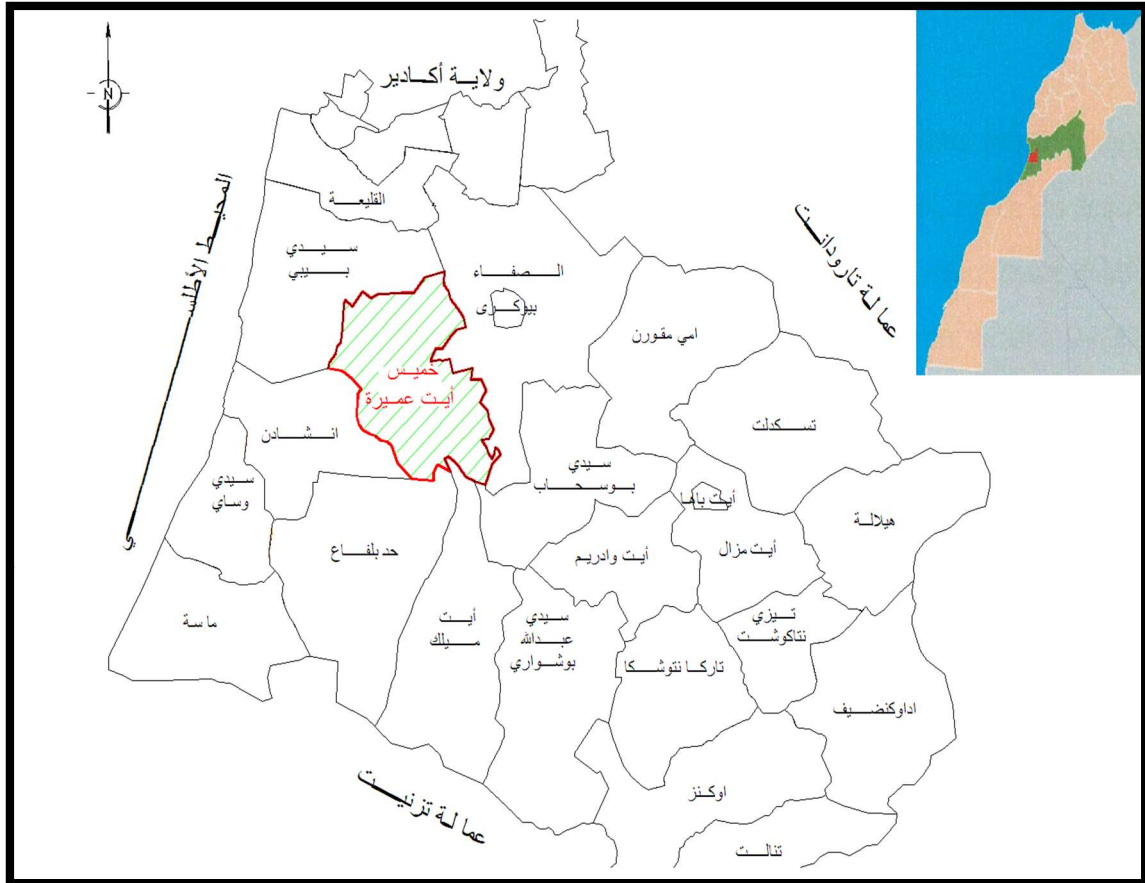 ولاية أكادير
N
المحيط الأطلسي
القليعة
عمالة تارودانت
سيدي
بيبي
الصفاء
بيوكرى
امي مقورن
خميس
أيت عميرة
تسكدلت
انشادن
سيدي
بوسحاب
سيدي
وساي
أيت باها
هيلالة
حد بلفاع
أيت وادريم
أيت مزال
ماسة
أيت
ميلك
سيدي
عبدالله
بوشواري
تيزي
نتاكوشت
تاركا نتوشكا
اداوكنضيف
عمالة تزنيت
اوكنز
تنالت